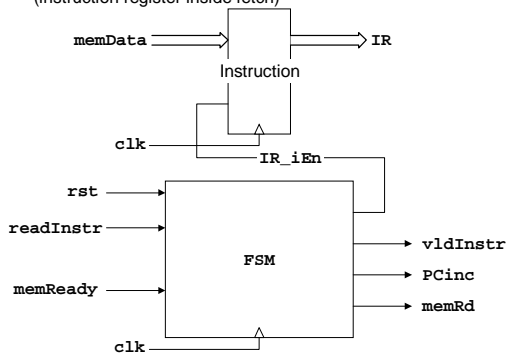 (instruction register inside fetch)
memData
IR
Instruction
clk
IR_iEn
rst
readInstr
vldInstr
FSM
PCinc
memReady
memRd
clk